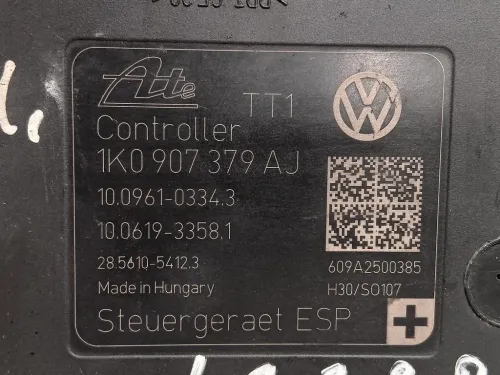 Ate TT1
Controller
1K0 907 379 AJ
10.0961-0334.3
10.0619-3358.1
28.5610-5412.3
609A2500385
Made in Hungary
H30/SO107
Steuergeraet ESP